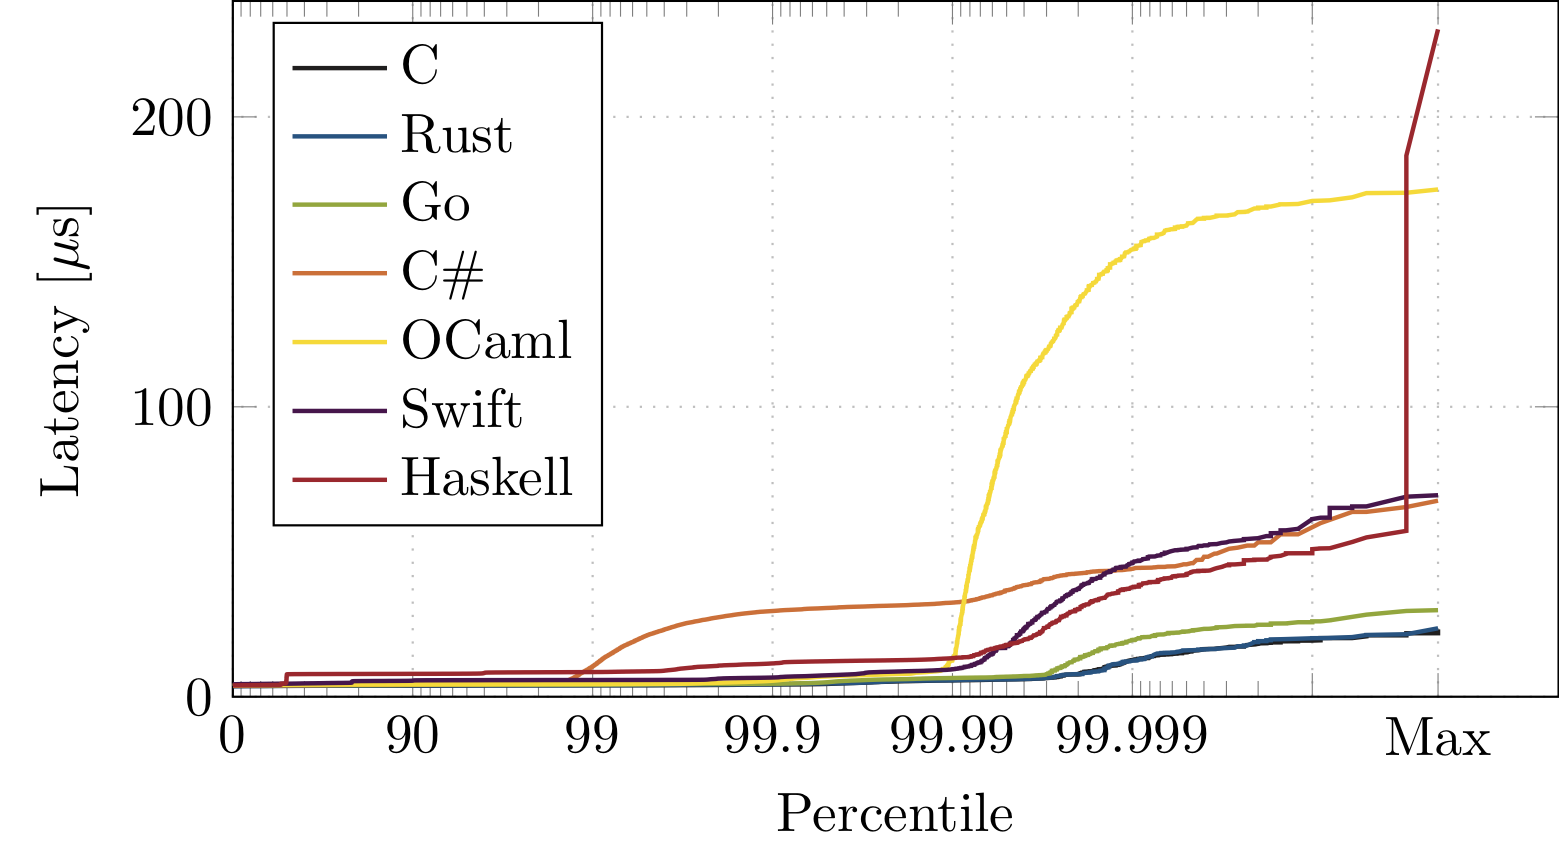 Latency [μs]
200
100
0
C
Rust
Go
C#
OCaml
Swift
Haskell
0 90 99 99.9 99.99 99.999 Max
Percentile